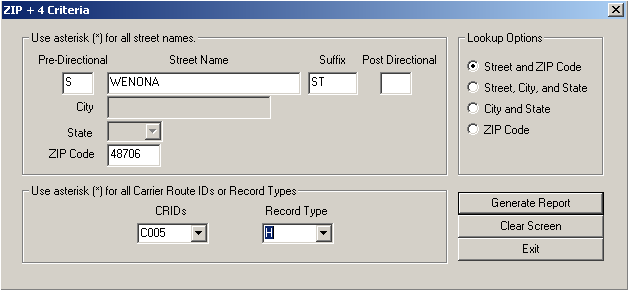 ZIP + 4 Criteria
Use asterisk (*) for all street names.
Pre-Directional Street Name Suffix Post Directional
S WENONA ST
City
State
ZIP Code 48706
Lookup Options
Street and ZIP Code
Street, City, and State
City and State
ZIP Code
Use asterisk (*) for all Carrier Route IDs or Record Types
CRIDs Record Type
C005 H
Generate Report
Clear Screen
Exit